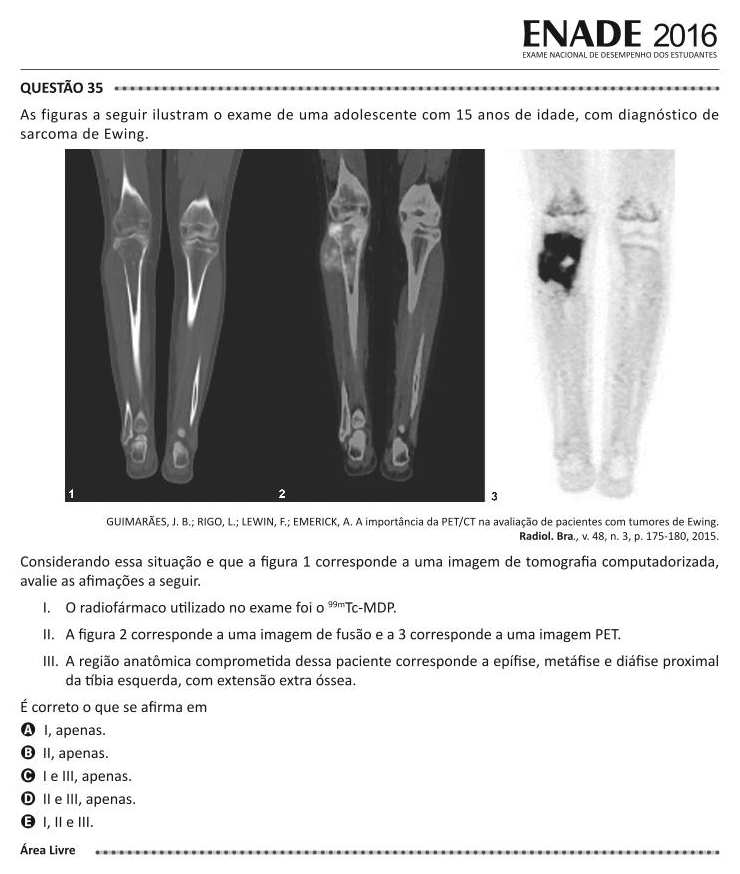 ENADE 2016
EXAME NACIONAL DE DESEMPENHO DOS ESTUDANTES
QUESTÃO 35
As figuras a seguir ilustram o exame de uma adolescente com 15 anos de idade, com diagnóstico de
sarcoma de Ewing.
1 2 3
GUIMARÃES, J. B.; RIGO, L.; LEWIN, F.; EMERICK, A. A importância da PET/CT na avaliação de pacientes com tumores de Ewing.
Radiol. Bra., v. 48, n. 3, p. 175-180, 2015.
Considerando essa situação e que a figura 1 corresponde a uma imagem de tomografia computadorizada,
avalie as afimações a seguir.
I. O radiofármaco utilizado no exame foi o ⁹⁹ᵐTc-MDP.
II. A figura 2 corresponde a uma imagem de fusão e a 3 corresponde a uma imagem PET.
III. A região anatômica comprometida dessa paciente corresponde a epífise, metáfise e diáfise proximal
da tíbia esquerda, com extensão extra óssea.
É correto o que se afirma em
A I, apenas.
B II, apenas.
C I e III, apenas.
D II e III, apenas.
E I, II e III.
Área Livre